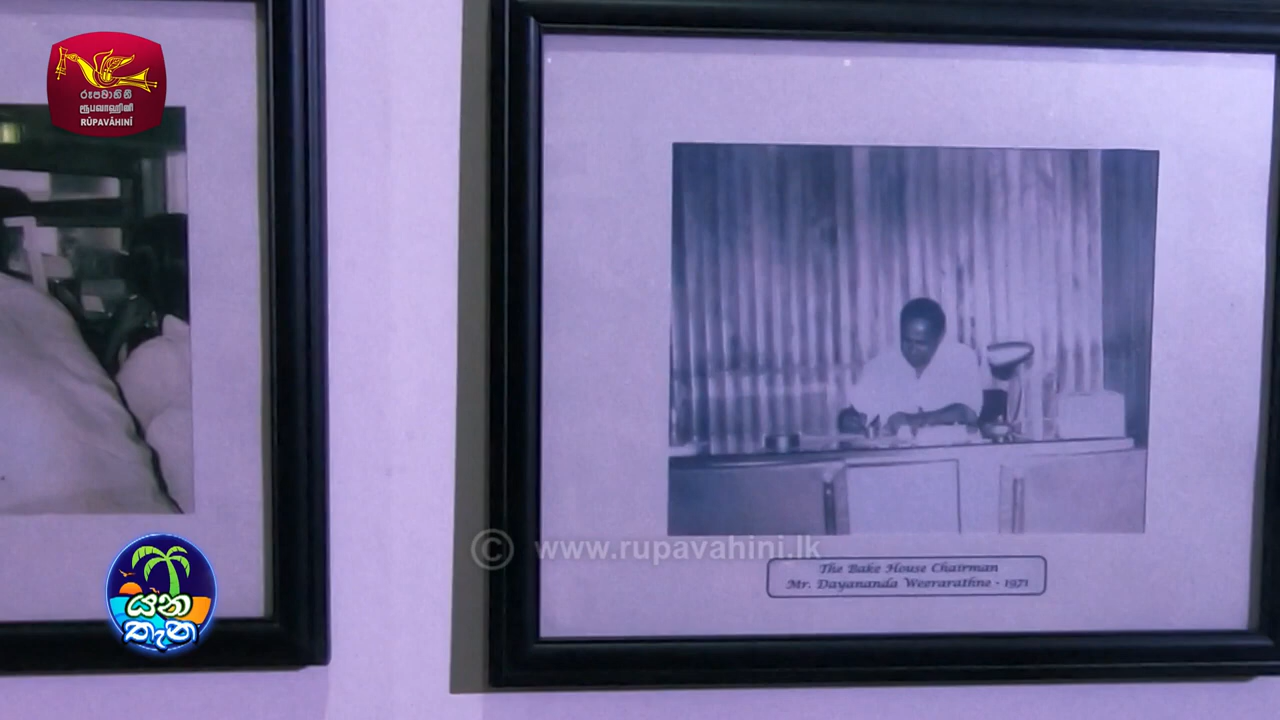 රූපවාහිනී
ரூபவாஹினி
RŪPAVĀHINĪ
© www.rupavahini.lk
The Bake House Chairman
Mr. Dayananda Weerarathne - 1971
යන
තැන